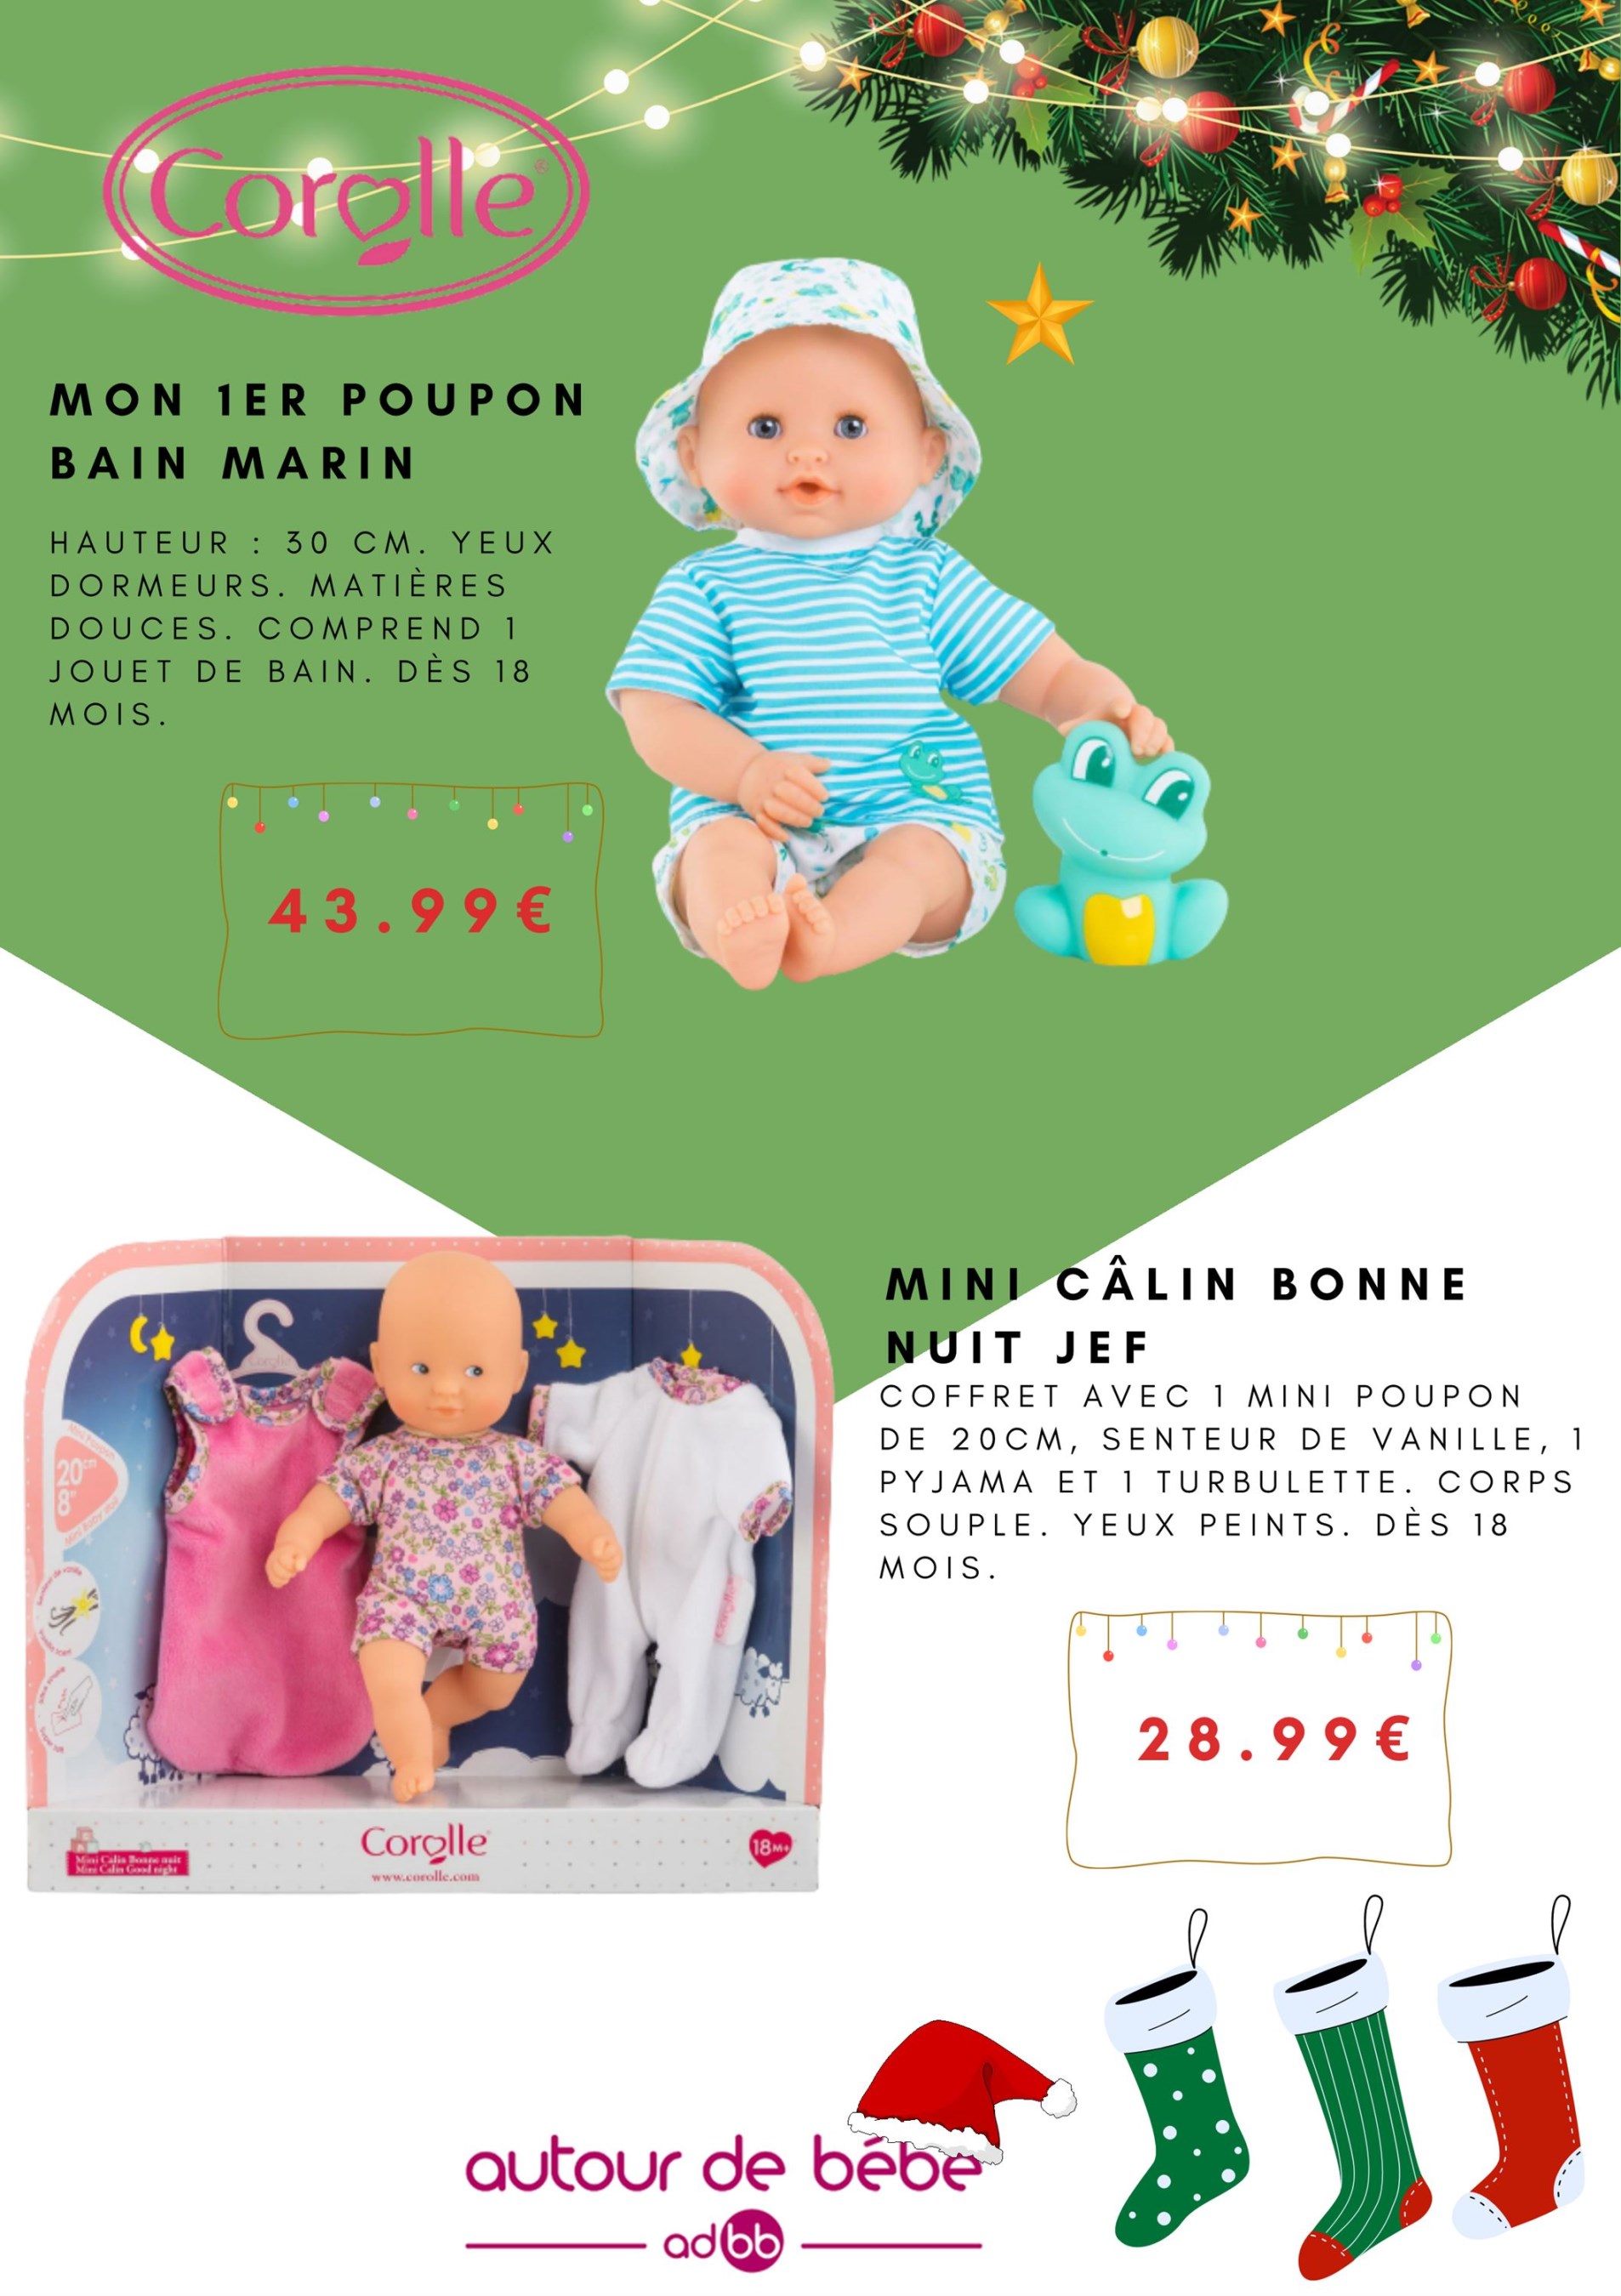 Corolle®
MON 1ER POUPON
BAIN MARIN
HAUTEUR : 30 CM. YEUX
DORMEURS. MATIÈRES
DOUCES. COMPREND 1
JOUET DE BAIN. DÈS 18
MOIS.
43.99€
MINI CÂLIN BONNE
NUIT JEF
COFFRET AVEC 1 MINI POUPON
DE 20CM, SENTEUR DE VANILLE, 1
PYJAMA ET 1 TURBULETTE. CORPS
SOUPLE. YEUX PEINTS. DÈS 18
MOIS.
28.99€
20cm
8"
Corolle
Mini Calin Bonne nuit
Mini Calin Good night
Corolle
www.corolle.com
18M+
autour de bébé
adbb